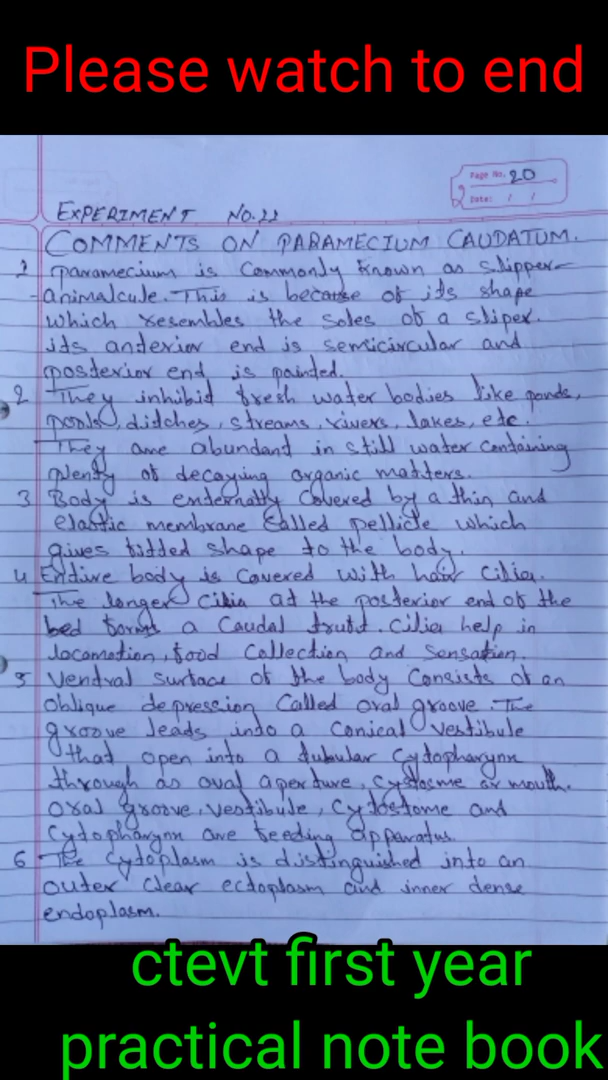 Please watch to end
Page No. 20
Date: / /
EXPERIMENT No. 22
COMMENTS ON PARAMECIUM CAUDATUM.
1 paramecium is Commonly known as slipper-
animalcule. This is because of its shape
which resembles the soles of a sliper.
its anterior end is semicircular and
posterior end is pointed.
2 They inhibit fresh water bodies like ponds,
pools, ditches, streams, rivers, lakes, etc.
They are abundant in still water containing
plenty of decaying organic matters.
3 Body is externally Covered by a thin and
elastic membrane Called pellicle which
gives fitted shape to the body.
4 Entire body is Covered with hair Cilia.
The longer Cilia at the posterior end of the
bed forms a Caudal truft. Cilia help in
locamotion, food Collection and Sensation.
5 Ventral Surface of the body Consists of an
Oblique depression Called oral groove. The
groove leads into a Conical Vestibule
that open into a tubular Cytopharynx
through as oval aperture, Cystosme or mouth.
Oral groove, vestibule, Cytostome and
Cytopharynx are feeding apparatus.
6 The Cytoplasm is distinguished into an
outer clear ectoplasm and inner dense
endoplasm.
ctevt first year
practical note book